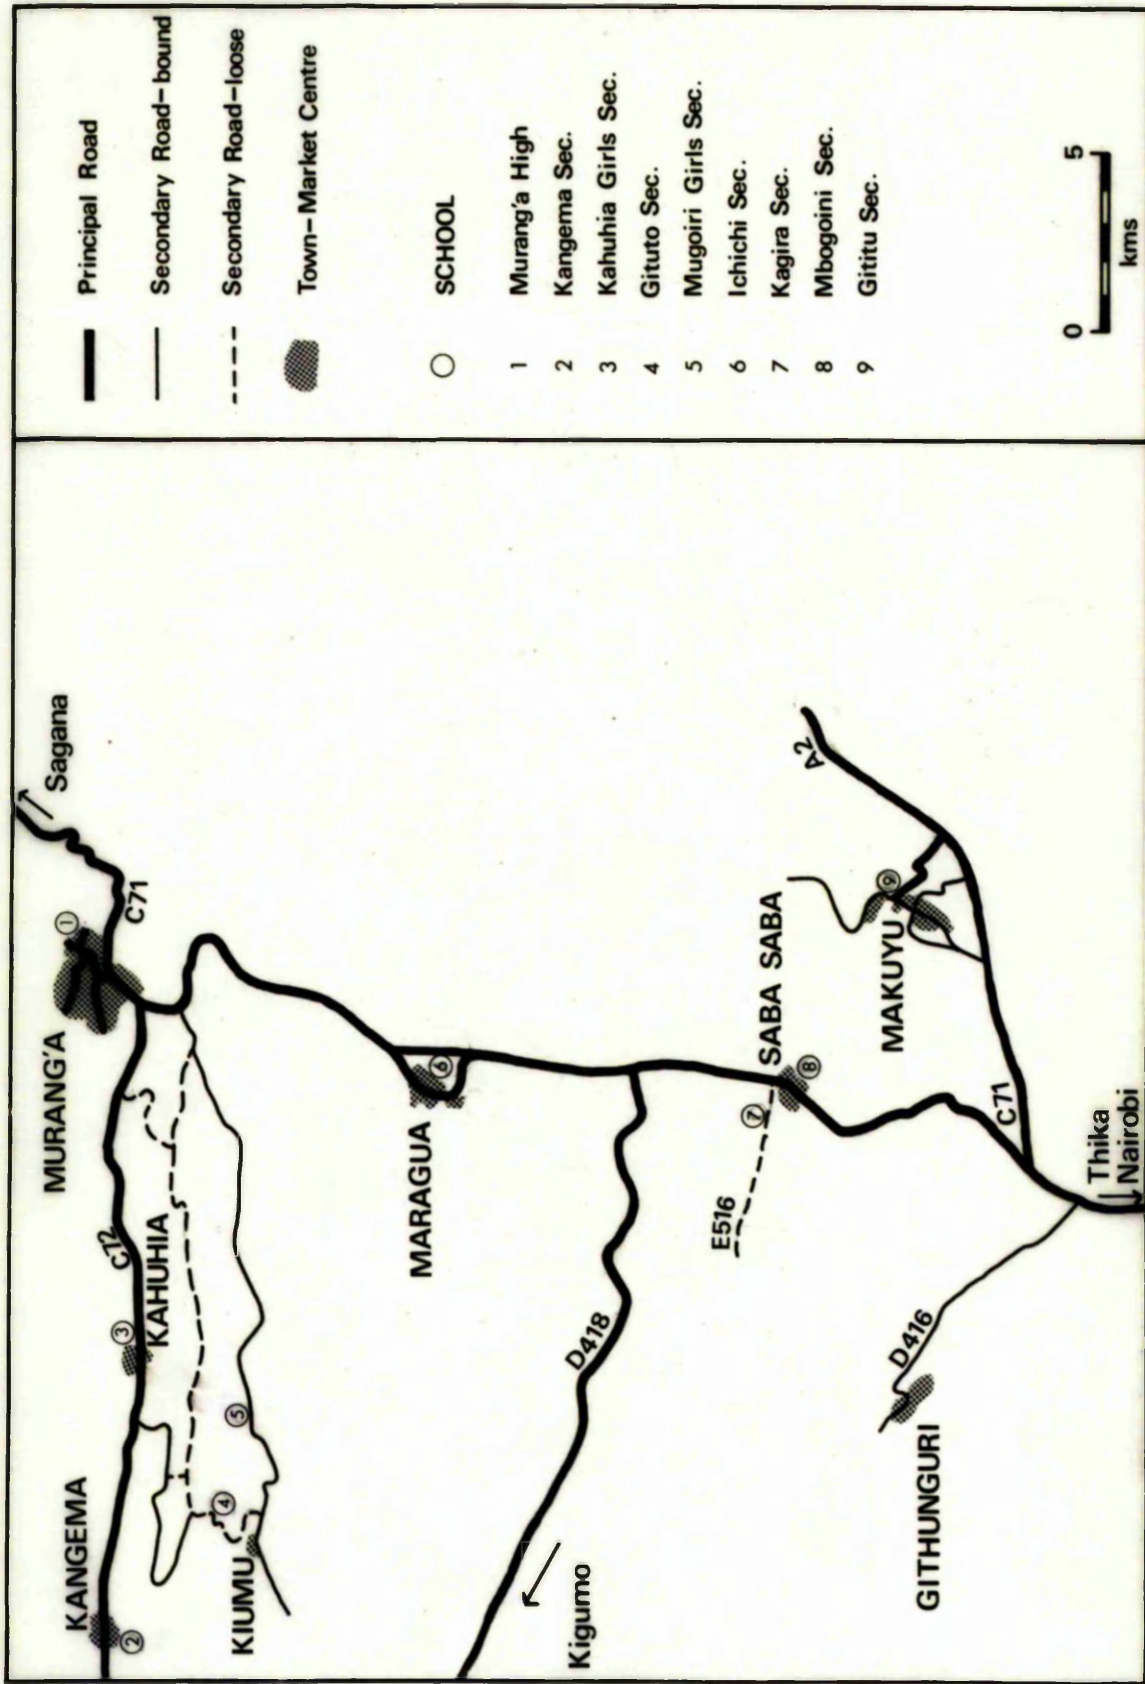 MURANG'A
Sagana
①
C71
KANGEMA
②
C72
③
KAHUHIA
④
⑤
KIUMU
MARAGUA
⑥
Kigumo
D418
SABA SABA
⑦
⑧
E516
A2
MAKUYU
⑨
C71
GITHUNGURI
D416
Thika
Nairobi
Principal Road
Secondary Road-bound
Secondary Road-loose
Town-Market Centre
SCHOOL
1 Murang'a High
2 Kangema Sec.
3 Kahuhia Girls Sec.
4 Gituto Sec.
5 Mugoiri Girls Sec.
6 Ichichi Sec.
7 Kagira Sec.
8 Mbogoini Sec.
9 Gititu Sec.
0 5
kms